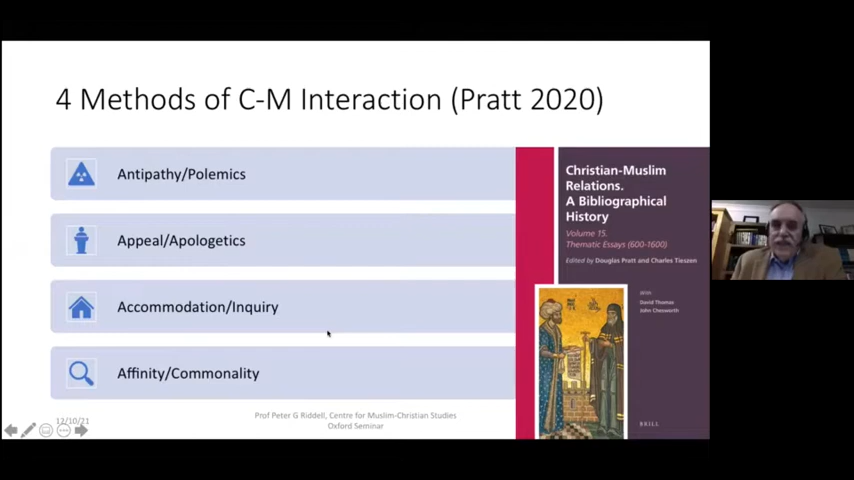 4 Methods of C-M Interaction (Pratt 2020)
Antipathy/Polemics
Appeal/Apologetics
Accommodation/Inquiry
Affinity/Commonality
Christian-Muslim
Relations.
A Bibliographical
History
Volume 15.
Thematic Essays (600-1600)
Edited by Douglas Pratt and Charles Tieszen
With
David Thomas
John Chesworth
BRILL
12/10/21
Prof Peter G Riddell, Centre for Muslim-Christian Studies
Oxford Seminar